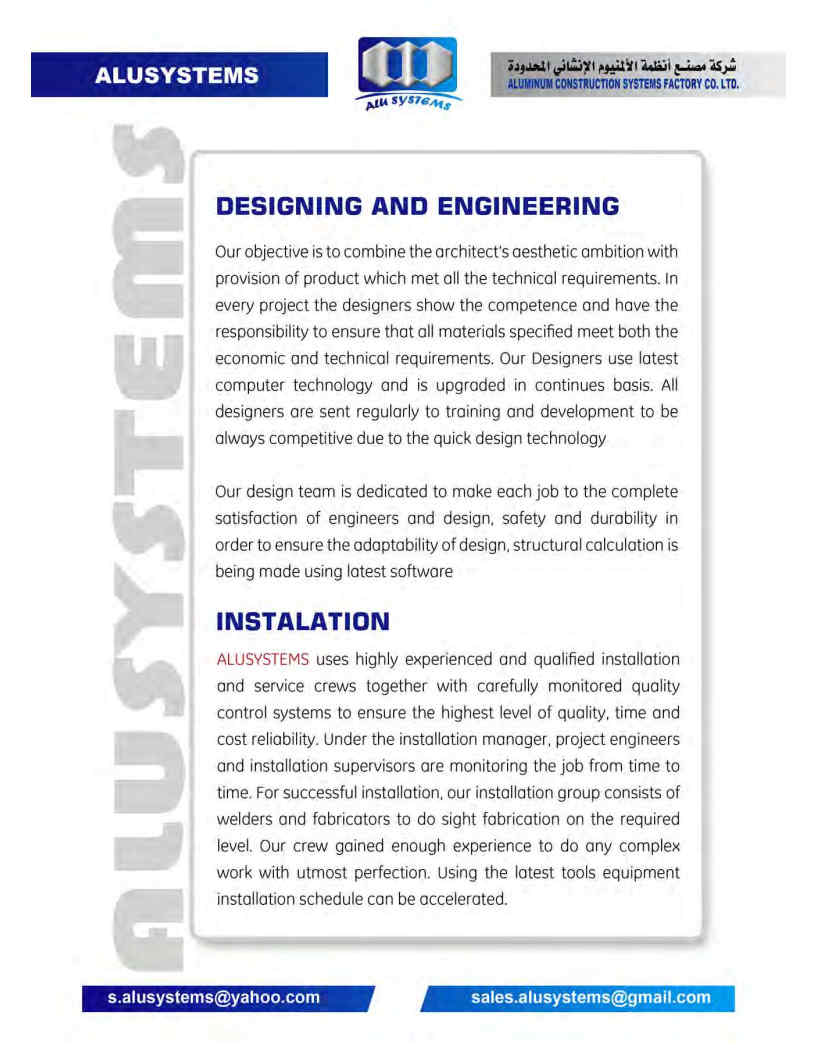 ALUSYSTEMS
ALU SYSTEMS
شركة مصنع أنظمة الألمنيوم الإنشائي المحدودة
ALUMINUM CONSTRUCTION SYSTEMS FACTORY CO. LTD.
ALUSYSTEMS
DESIGNING AND ENGINEERING
Our objective is to combine the architect's aesthetic ambition with
provision of product which met all the technical requirements. In
every project the designers show the competence and have the
responsibility to ensure that all materials specified meet both the
economic and technical requirements. Our Designers use latest
computer technology and is upgraded in continues basis. All
designers are sent regularly to training and development to be
always competitive due to the quick design technology
Our design team is dedicated to make each job to the complete
satisfaction of engineers and design, safety and durability in
order to ensure the adaptability of design, structural calculation is
being made using latest software
INSTALATION
ALUSYSTEMS uses highly experienced and qualified installation
and service crews together with carefully monitored quality
control systems to ensure the highest level of quality, time and
cost reliability. Under the installation manager, project engineers
and installation supervisors are monitoring the job from time to
time. For successful installation, our installation group consists of
welders and fabricators to do sight fabrication on the required
level. Our crew gained enough experience to do any complex
work with utmost perfection. Using the latest tools equipment
installation schedule can be accelerated.
s.alusystems@yahoo.com
sales.alusystems@gmail.com